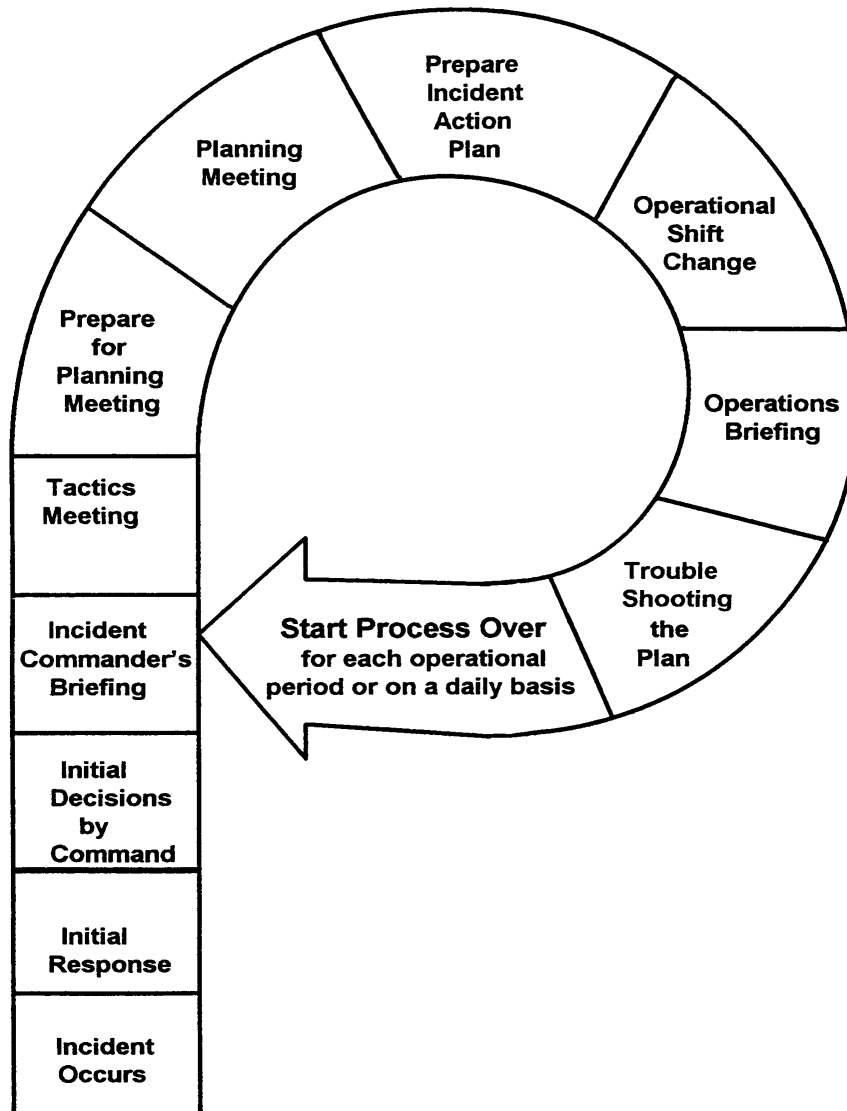 Incident
Occurs
Initial
Response
Initial
Decisions
by
Command
Incident
Commander's
Briefing
Tactics
Meeting
Prepare
for
Planning
Meeting
Planning
Meeting
Prepare
Incident
Action
Plan
Operational
Shift
Change
Operations
Briefing
Trouble
Shooting
the
Plan
Start Process Over
for each operational
period or on a daily basis